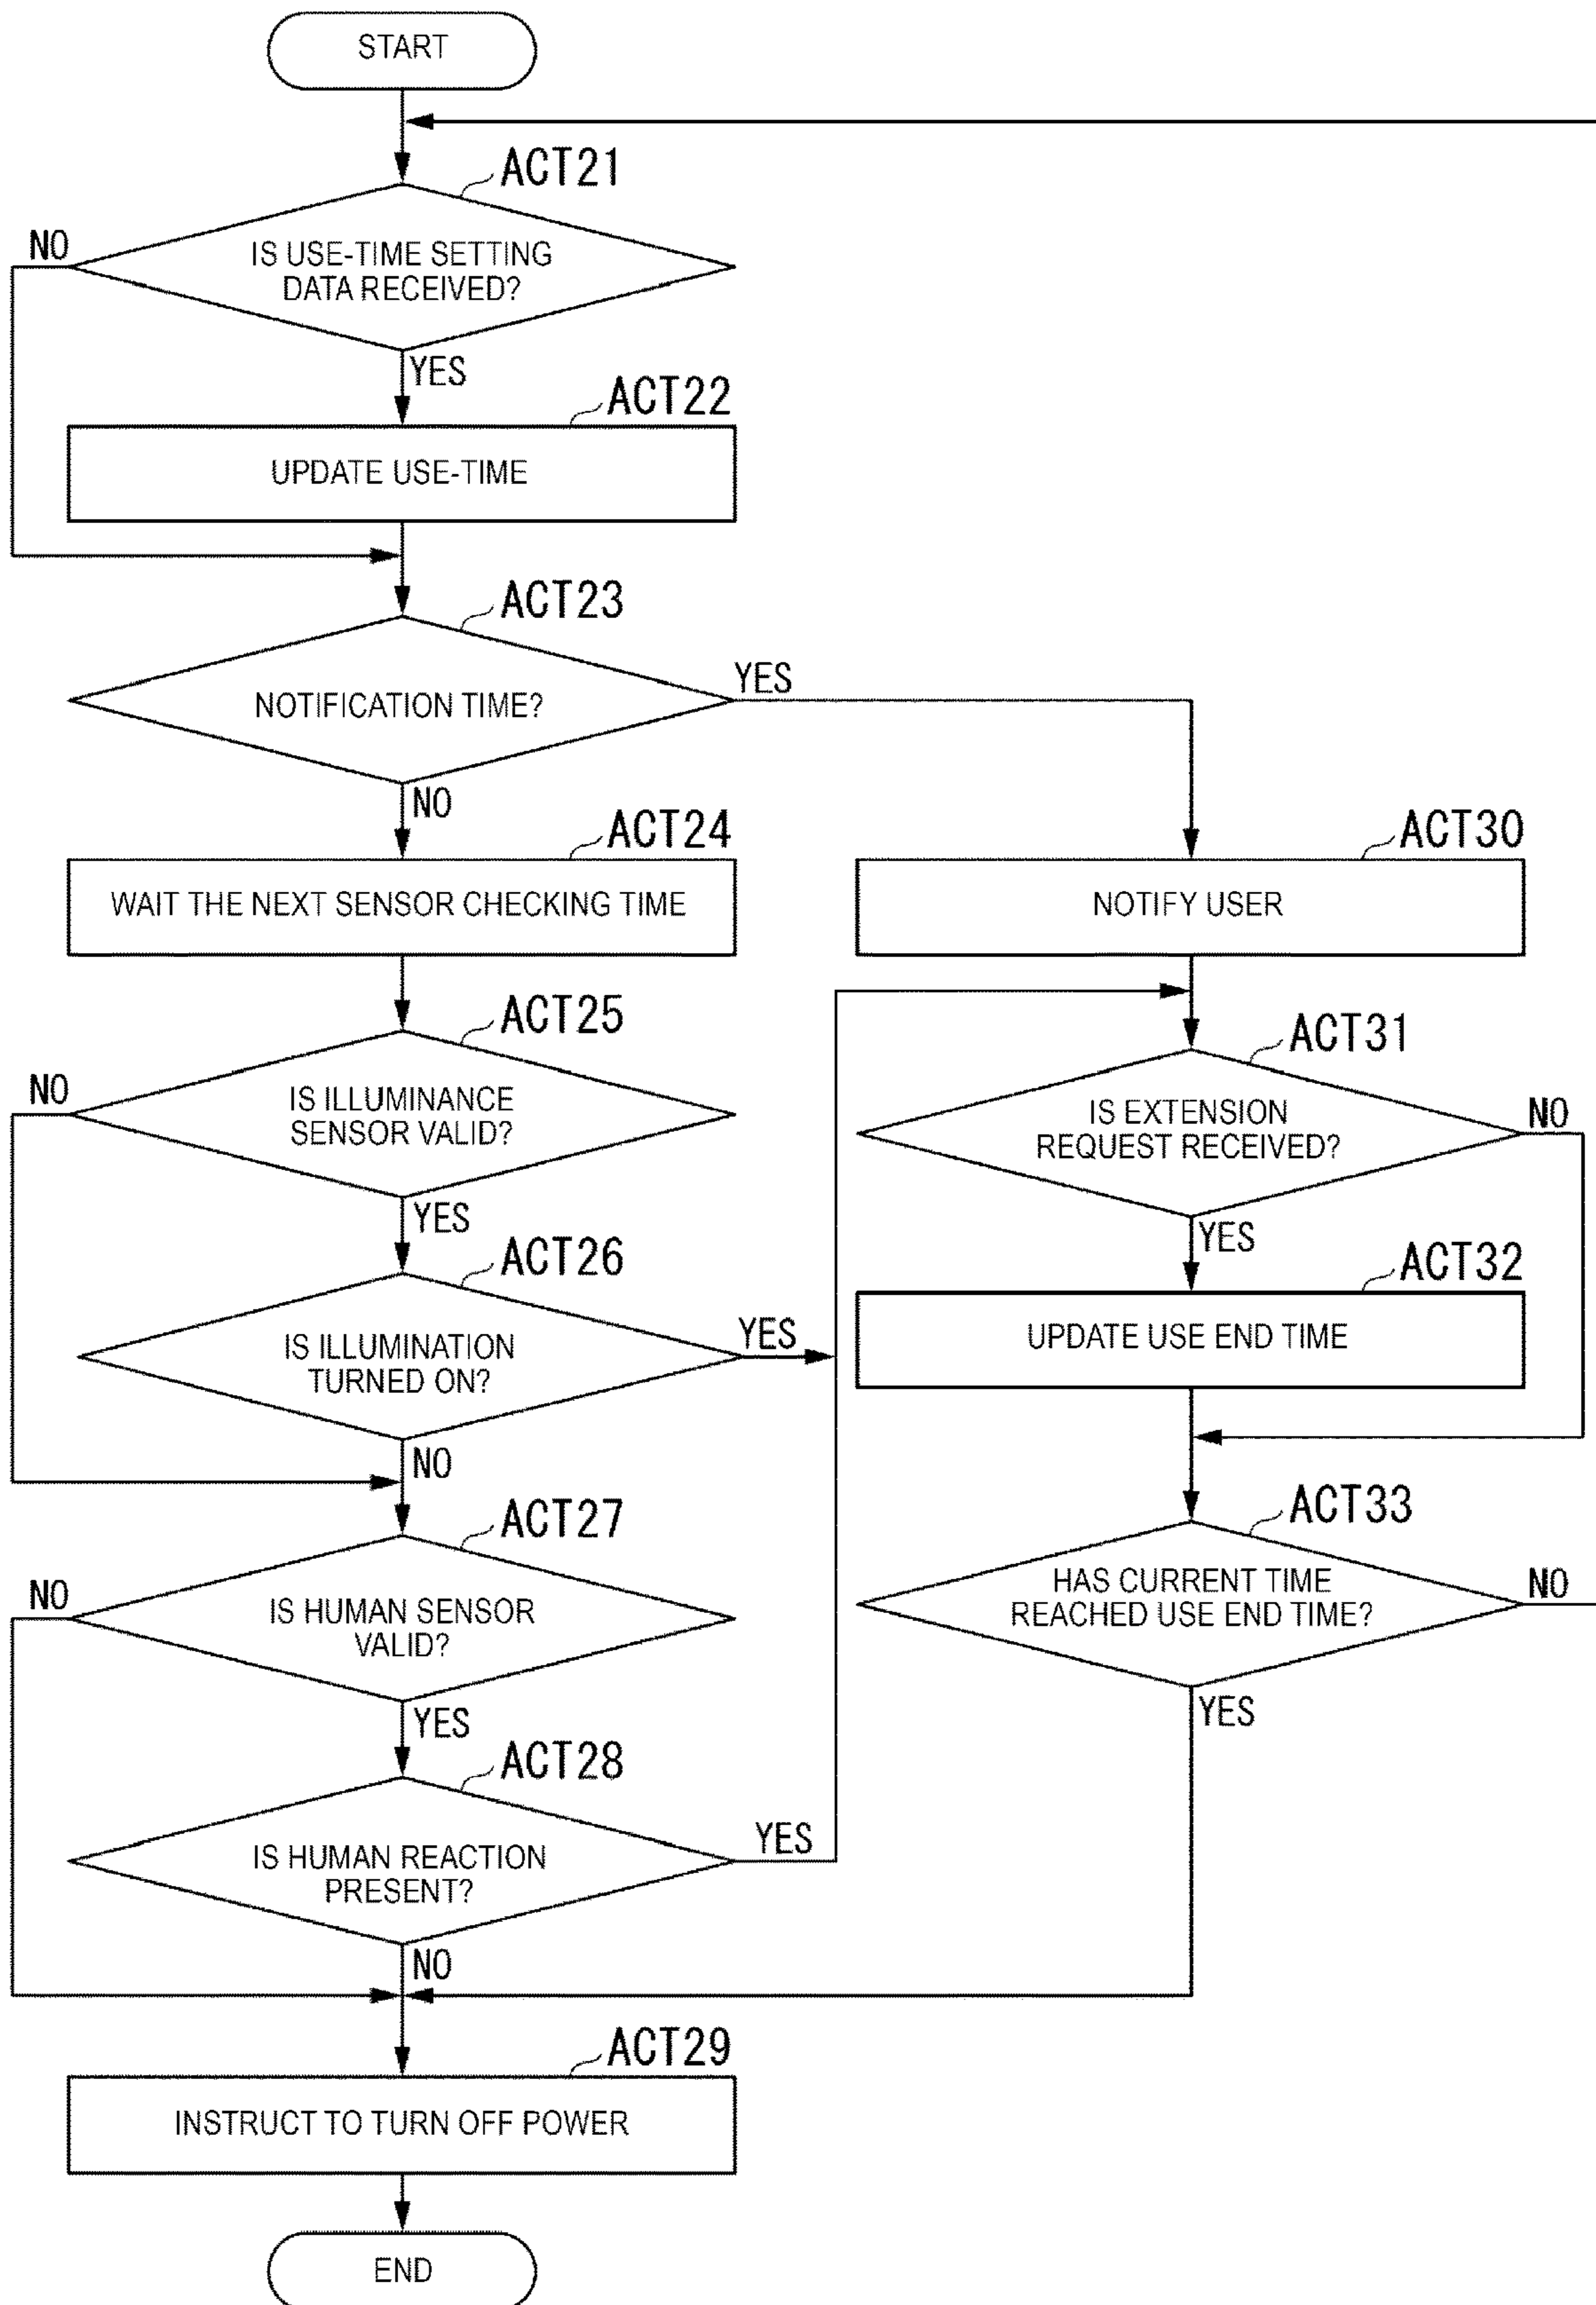 START
ACT21
NO
IS USE-TIME SETTING
DATA RECEIVED?
YES
ACT22
UPDATE USE-TIME
ACT23
NOTIFICATION TIME?
YES
NO
ACT24
WAIT THE NEXT SENSOR CHECKING TIME
ACT25
NO
IS ILLUMINANCE
SENSOR VALID?
YES
ACT26
IS ILLUMINATION
TURNED ON?
YES
NO
ACT27
NO
IS HUMAN SENSOR
VALID?
YES
ACT28
IS HUMAN REACTION
PRESENT?
YES
NO
ACT29
INSTRUCT TO TURN OFF POWER
END
ACT30
NOTIFY USER
ACT31
IS EXTENSION
REQUEST RECEIVED?
NO
YES
ACT32
UPDATE USE END TIME
ACT33
HAS CURRENT TIME
REACHED USE END TIME?
NO
YES